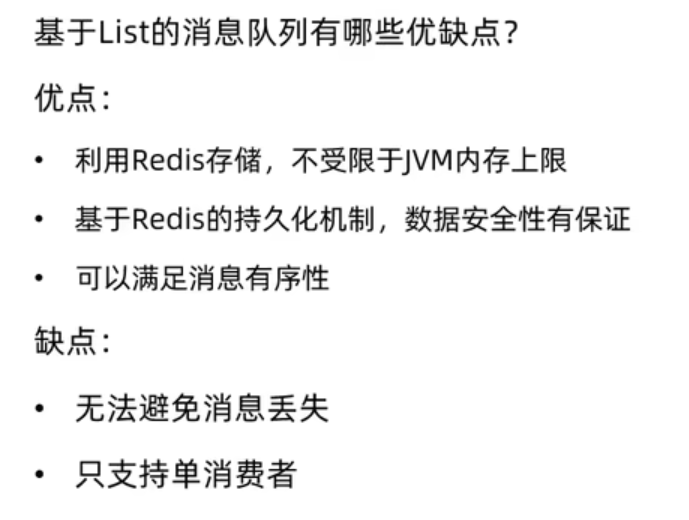 基于List的消息队列有哪些优缺点？
优点：
• 利用Redis存储，不受限于JVM内存上限
• 基于Redis的持久化机制，数据安全性有保证
• 可以满足消息有序性
缺点：
• 无法避免消息丢失
• 只支持单消费者